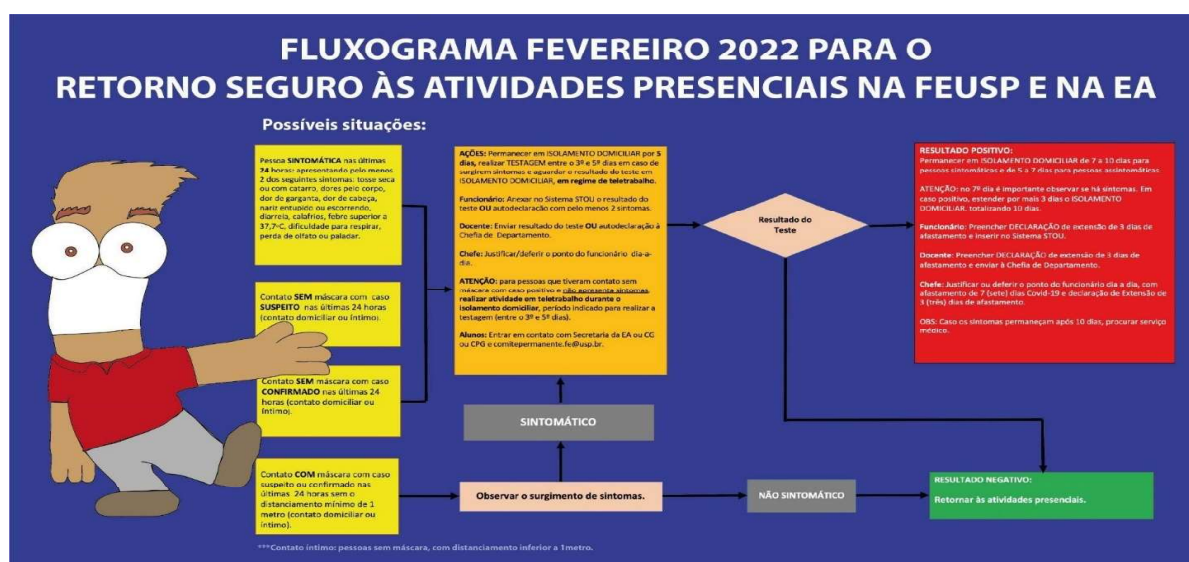 FLUXOGRAMA FEVEREIRO 2022 PARA O
RETORNO SEGURO ÀS ATIVIDADES PRESENCIAIS NA FEUSP E NA EA
Possíveis situações:
Pessoa SINTOMÁTICA nas últimas
24 horas: apresentando pelo menos
2 dos seguintes sintomas: tosse seca
ou com catarro, dores pelo corpo,
dor de garganta, dor de cabeça,
nariz entupido ou escorrendo,
diarreia, calafrios, febre superior a
37,7ºC, dificuldade para respirar,
perda de olfato ou paladar.
Contato SEM máscara com caso
SUSPEITO nas últimas 24 horas
(contato domiciliar ou íntimo).
Contato SEM máscara com caso
CONFIRMADO nas últimas 24
horas (contato domiciliar ou
íntimo).
Contato COM máscara com caso
suspeito ou confirmado nas
últimas 24 horas sem o
distanciamento mínimo de 1
metro (contato domiciliar ou
íntimo).
AÇÕES: Permanecer em ISOLAMENTO DOMICILIAR por 5
dias, realizar TESTAGEM entre o 3º e 5º dias em caso de
surgirem sintomas e aguardar o resultado do teste em
ISOLAMENTO DOMICILIAR, em regime de teletrabalho.
Funcionário: Anexar no Sistema STOU o resultado do
teste OU autodeclaração com pelo menos 2 sintomas.
Docente: Enviar resultado do teste OU autodeclaração à
Chefia de Departamento.
Chefe: Justificar/deferir o ponto do funcionário dia-a-
dia.
ATENÇÃO: para pessoas que tiveram contato sem
máscara com caso positivo e não apresenta sintomas,
realizar atividade em teletrabalho durante o
isolamento domiciliar, período indicado para realizar a
testagem (entre o 3º e 5º dias).
Alunos: Entrar em contato com Secretaria da EA ou CG
ou CPG e comitepermanente.fe@usp.br.
SINTOMÁTICO
Observar o surgimento de sintomas.
NÃO SINTOMÁTICO
Resultado do
Teste
RESULTADO POSITIVO:
Permanecer em ISOLAMENTO DOMICILIAR de 7 a 10 dias para
pessoas sintomáticas e de 5 a 7 dias para pessoas assintomáticas
ATENÇÃO: no 7º dia é importante observar se há sintomas. Em
caso positivo, estender por mais 3 dias o ISOLAMENTO
DOMICILIAR. totalizando 10 dias.
Funcionário: Preencher DECLARAÇÃO de extensão de 3 dias de
afastamento e inserir no Sistema STOU.
Docente: Preencher DECLARAÇÃO de extensão de 3 dias de
afastamento e enviar à Chefia de Departamento.
Chefe: Justificar ou deferir o ponto do funcionário dia a dia, com
afastamento de 7 (sete) dias Covid-19 e declaração de Extensão de
3 (três) dias de afastamento.
OBS: Caso os sintomas permaneçam após 10 dias, procurar serviço
médico.
RESULTADO NEGATIVO:
Retornar às atividades presenciais.
***Contato íntimo: pessoas sem máscara, com distanciamento inferior a 1metro.